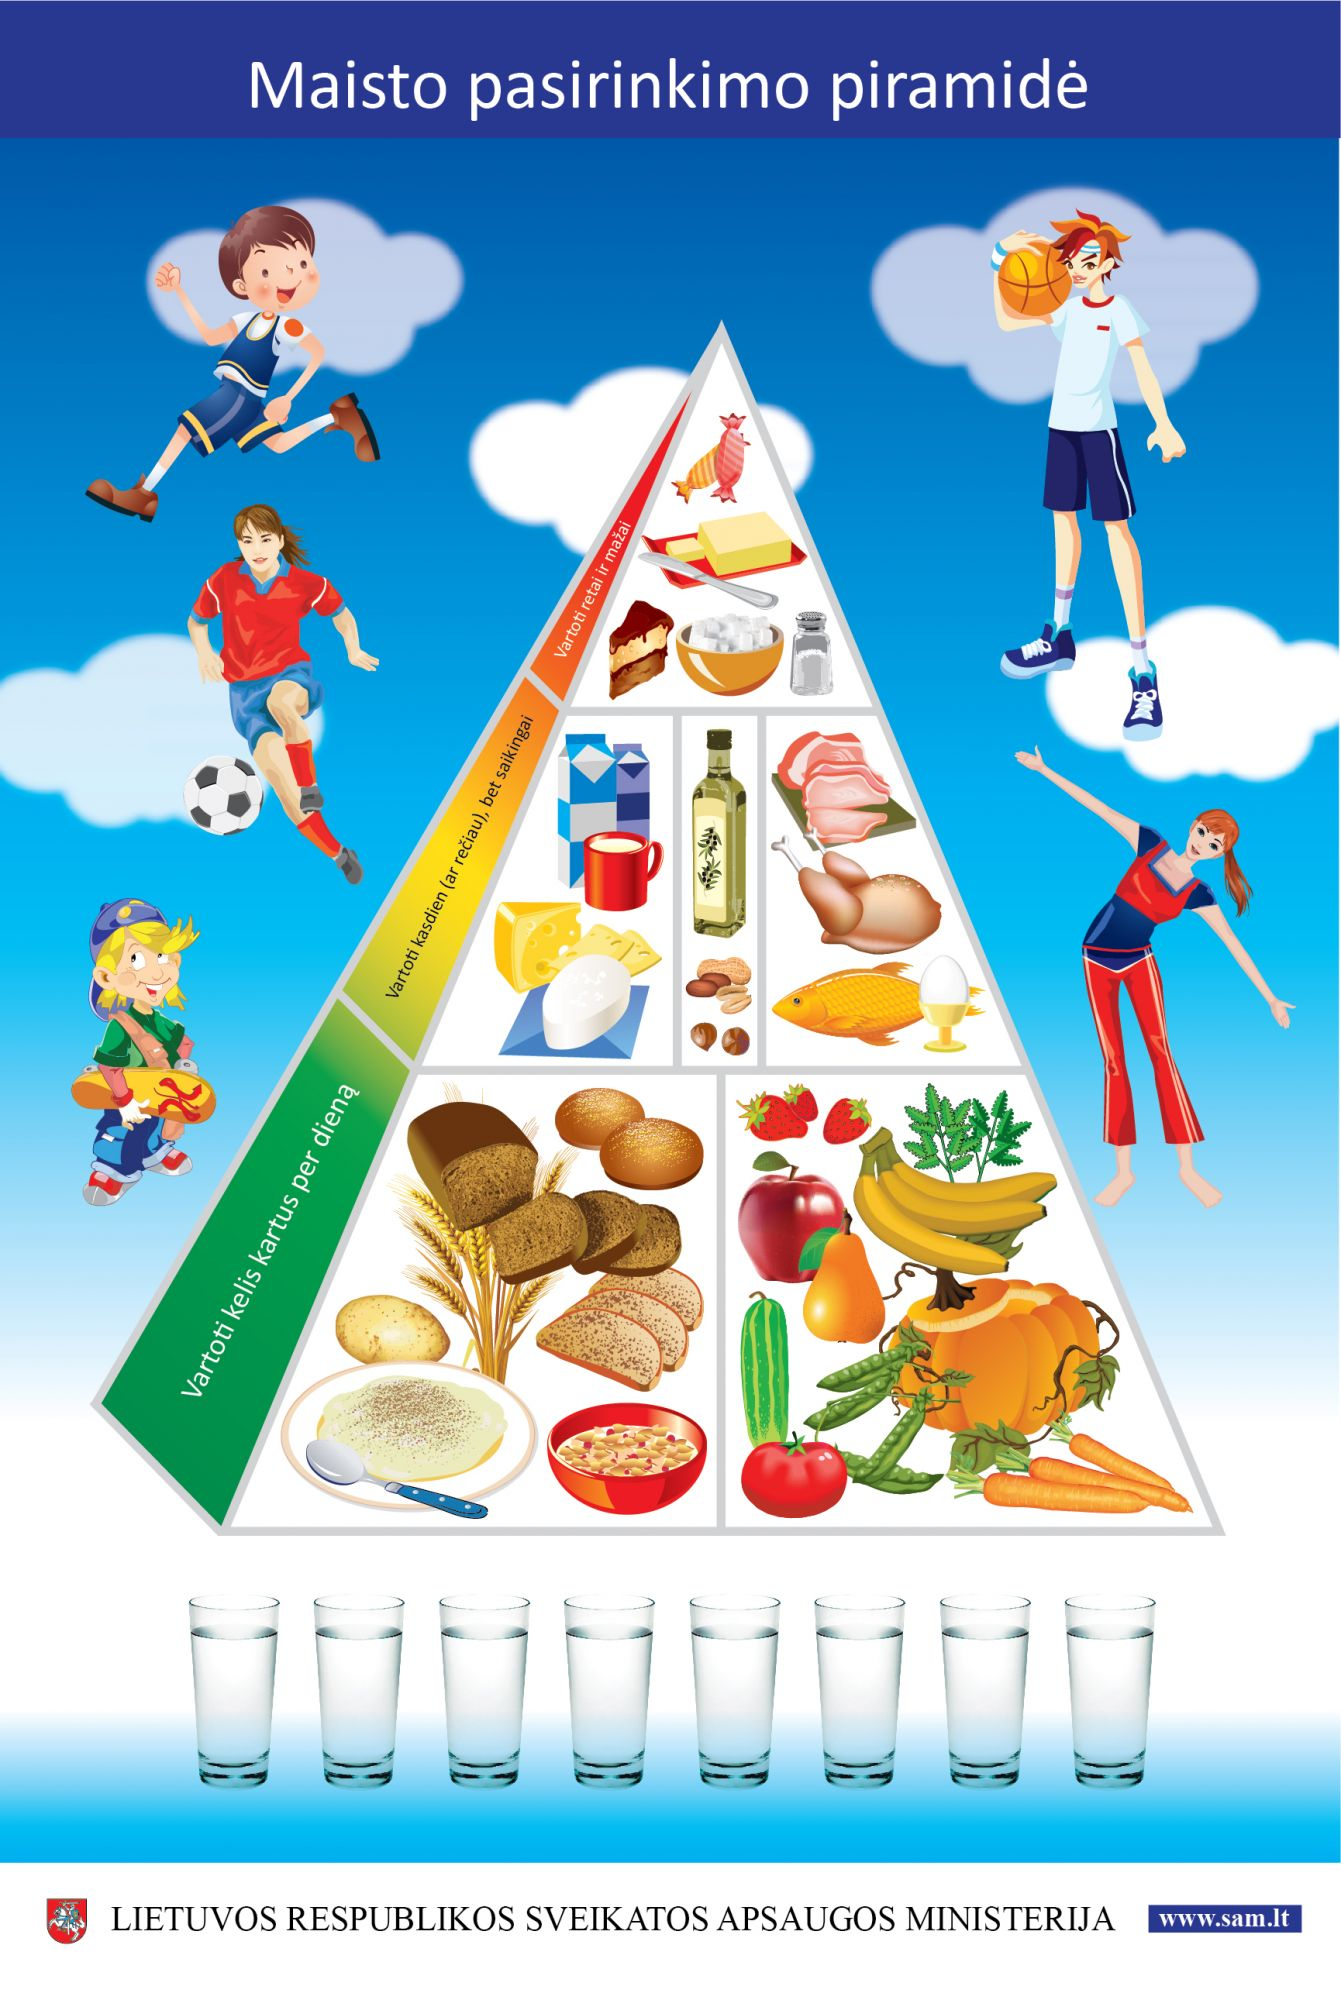 Maisto pasirinkimo piramidė
Vartoti retai ir mažai
Vartoti kasdien (ar rečiau), bet saikingai
Vartoti kelis kartus per dieną
LIETUVOS RESPUBLIKOS SVEIKATOS APSAUGOS MINISTERIJA
www.sam.lt